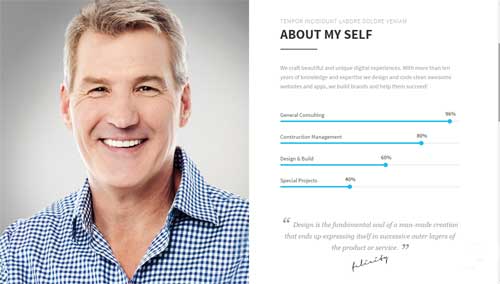 TEMPOR INCIDIDUNT LABORE DOLORE VENIAM
ABOUT MY SELF
We craft beautiful and unique digital experiences. With more than ten
years of knowledge and expertise we design and code clean awesome
websites and apps, we build brands and help them succeed
General Consulting 96%
Construction Management 80%
Design & Build 60%
Special Projects 40%
“ Design is the fundamental soul of a man-made creation
that ends up expressing itself in successive outer layers of
the product or service. ”
felicity